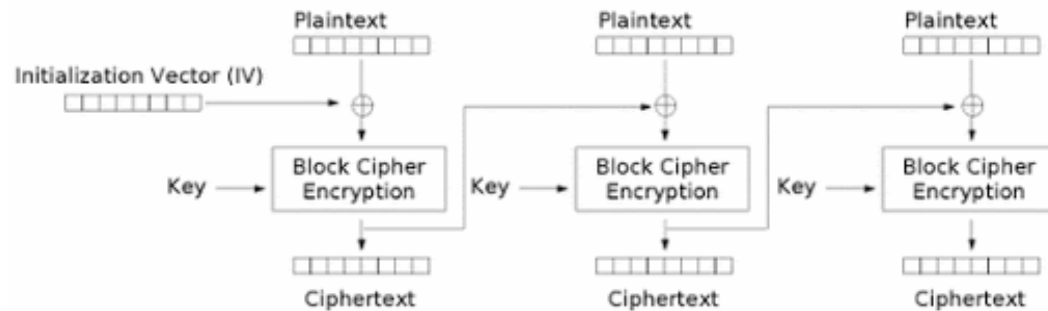 Plaintext Plaintext Plaintext
Initialization Vector (IV)
Block Cipher Encryption
Key
Block Cipher Encryption
Key
Block Cipher Encryption
Key
Ciphertext Ciphertext Ciphertext